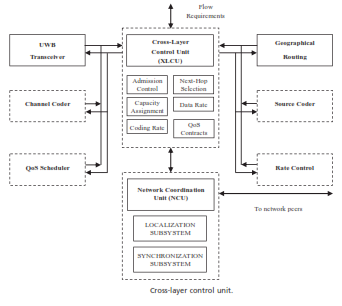 Flow
Requirements
UWB
Transceiver
Cross-Layer
Control Unit
(XLCU)
Geographical
Routing
Admission
Control
Next-Hop
Selection
Channel Coder
Capacity
Assignment
Data Rate
Source Coder
Coding Rate
QoS
Contracts
QoS Scheduler
Rate Control
Network Coordination
Unit (NCU)
To network peers
LOCALIZATION
SUBSYSTEM
SYNCHRONIZATION
SUBSYSTEM
Cross-layer control unit.